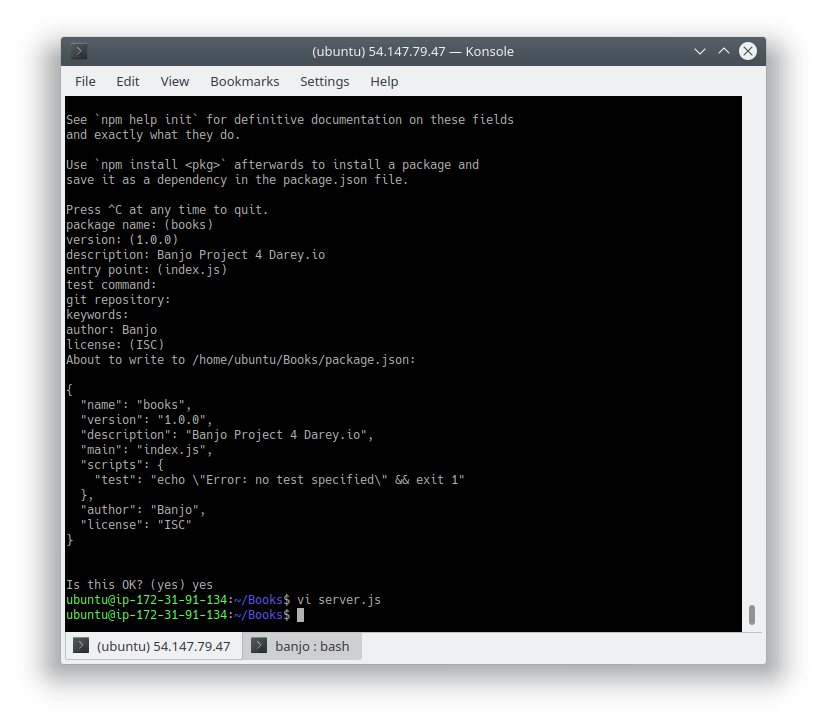 (ubuntu) 54.147.79.47 — Konsole
File Edit View Bookmarks Settings Help
See `npm help init` for definitive documentation on these fields
and exactly what they do.
Use `npm install <pkg>` afterwards to install a package and
save it as a dependency in the package.json file.
Press ^C at any time to quit.
package name: (books)
version: (1.0.0)
description: Banjo Project 4 Darey.io
entry point: (index.js)
test command:
git repository:
keywords:
author: Banjo
license: (ISC)
About to write to /home/ubuntu/Books/package.json:
{
  "name": "books",
  "version": "1.0.0",
  "description": "Banjo Project 4 Darey.io",
  "main": "index.js",
  "scripts": {
    "test": "echo \"Error: no test specified\" && exit 1"
  },
  "author": "Banjo",
  "license": "ISC"
}
Is this OK? (yes) yes
ubuntu@ip-172-31-91-134:~/Books$ vi server.js
ubuntu@ip-172-31-91-134:~/Books$
(ubuntu) 54.147.79.47 banjo : bash